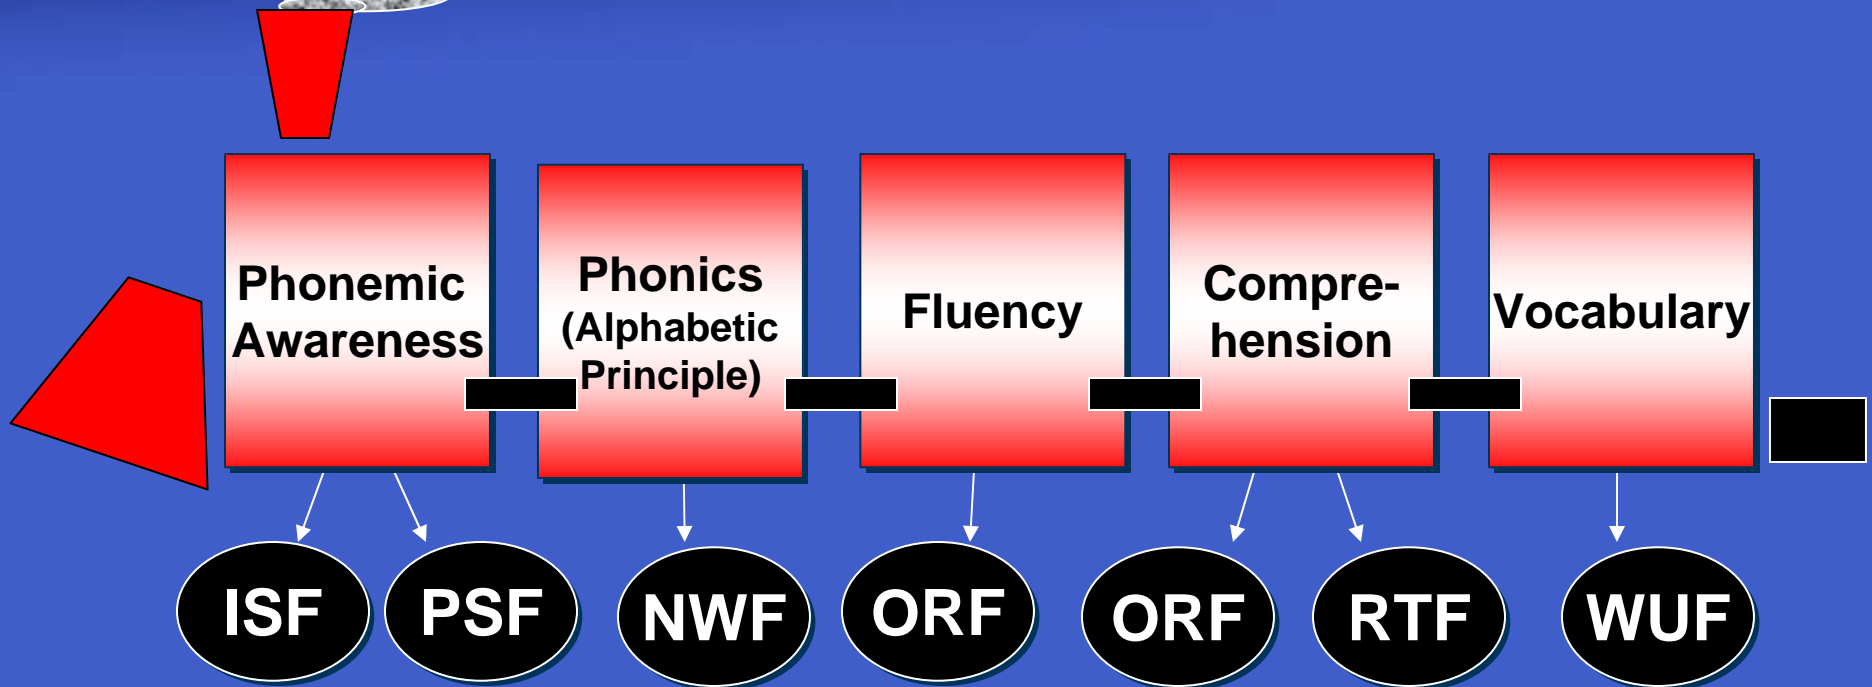 Phonemic
Awareness
Phonics
(Alphabetic
Principle)
Fluency
Compre-
hension
Vocabulary
ISF
PSF
NWF
ORF
ORF
RTF
WUF